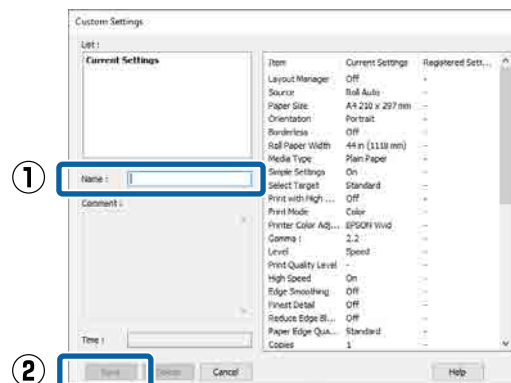 Custom Settings
List :
Current Settings
Item Current Settings Registered Sett...
Layout Manager Off -
Source Roll Auto -
Paper Size A4 210 x 297 mm -
Orientation Portrait -
Borderless Off -
Roll Paper Width 44 in (1118 mm) -
Media Type Plain Paper -
Simple Settings On -
Select Target Standard -
Print with High ... Off -
Print Mode Color -
Printer Color Adj... EPSON Vivid -
Gamma : 2.2 -
Level Speed -
Print Quality Level - -
High Speed On -
Edge Smoothing Off -
Finest Detail Off -
Reduce Edge Bl... Off -
Paper Edge Qua... Standard -
Copies 1 -
① Name :
Comment :
Time :
② Save Delete Cancel Help